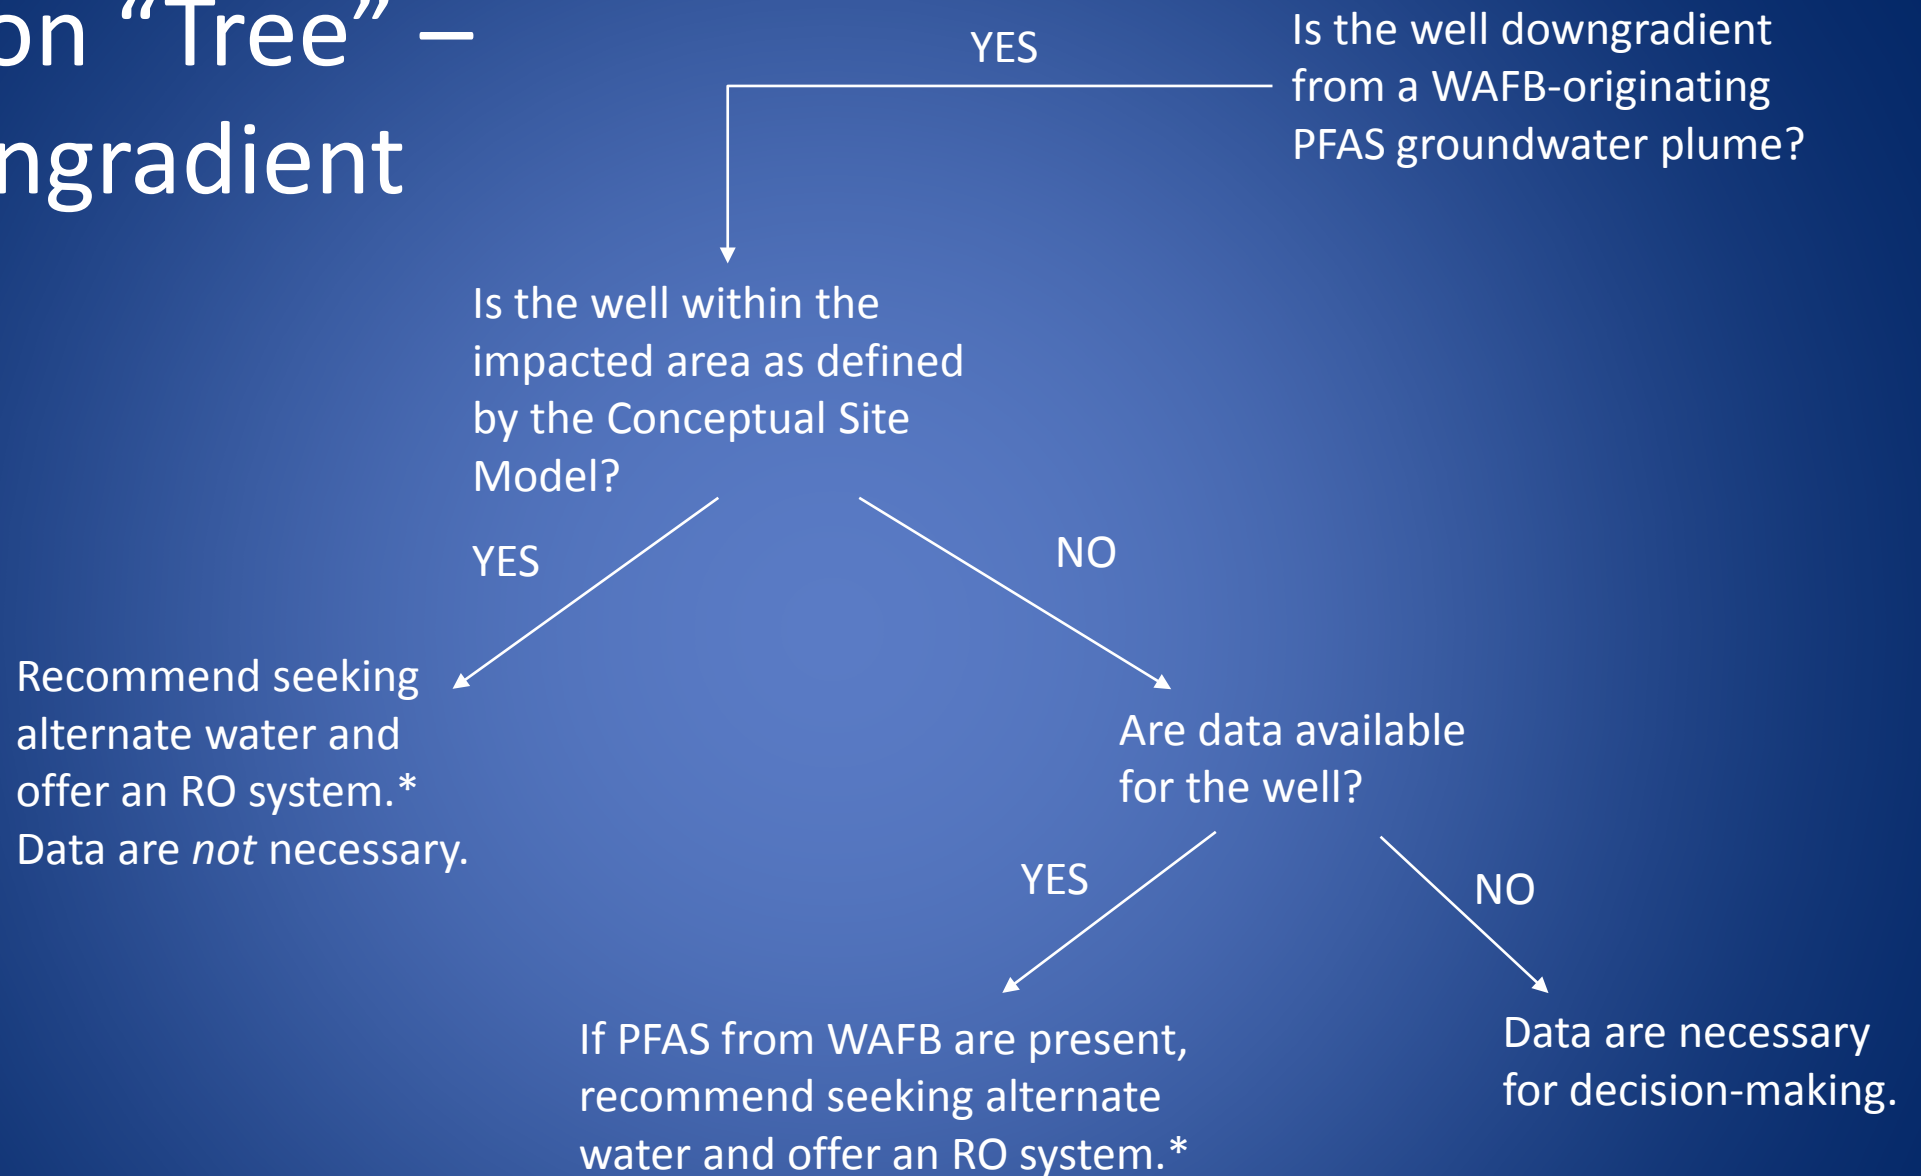 on “Tree” –
ngradient
YES
Is the well downgradient
from a WAFB-originating
PFAS groundwater plume?
Is the well within the
impacted area as defined
by the Conceptual Site
Model?
YES
NO
Recommend seeking
alternate water and
offer an RO system.*
Data are not necessary.
Are data available
for the well?
YES
NO
If PFAS from WAFB are present,
recommend seeking alternate
water and offer an RO system.*
Data are necessary
for decision-making.